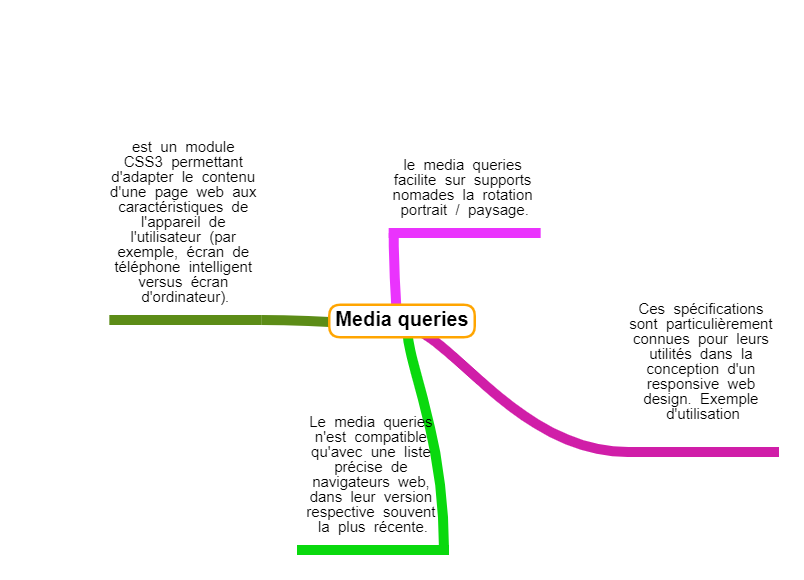 est un module
CSS3 permettant
d'adapter le contenu
d'une page web aux
caractéristiques de
l'appareil de
l'utilisateur (par
exemple, écran de
téléphone intelligent
versus écran
d'ordinateur).
le media queries
facilite sur supports
nomades la rotation
portrait / paysage.
Media queries
Ces spécifications
sont particulièrement
connues pour leurs
utilités dans la
conception d'un
responsive web
design. Exemple
d'utilisation
Le media queries
n'est compatible
qu'avec une liste
précise de
navigateurs web,
dans leur version
respective souvent
la plus récente.